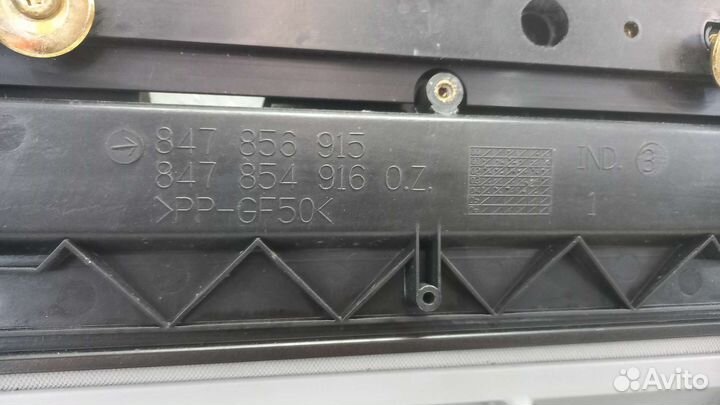 847 856 915
847 854 916 O.Z.
>PP-GF50<
IND. 3
1
Avito